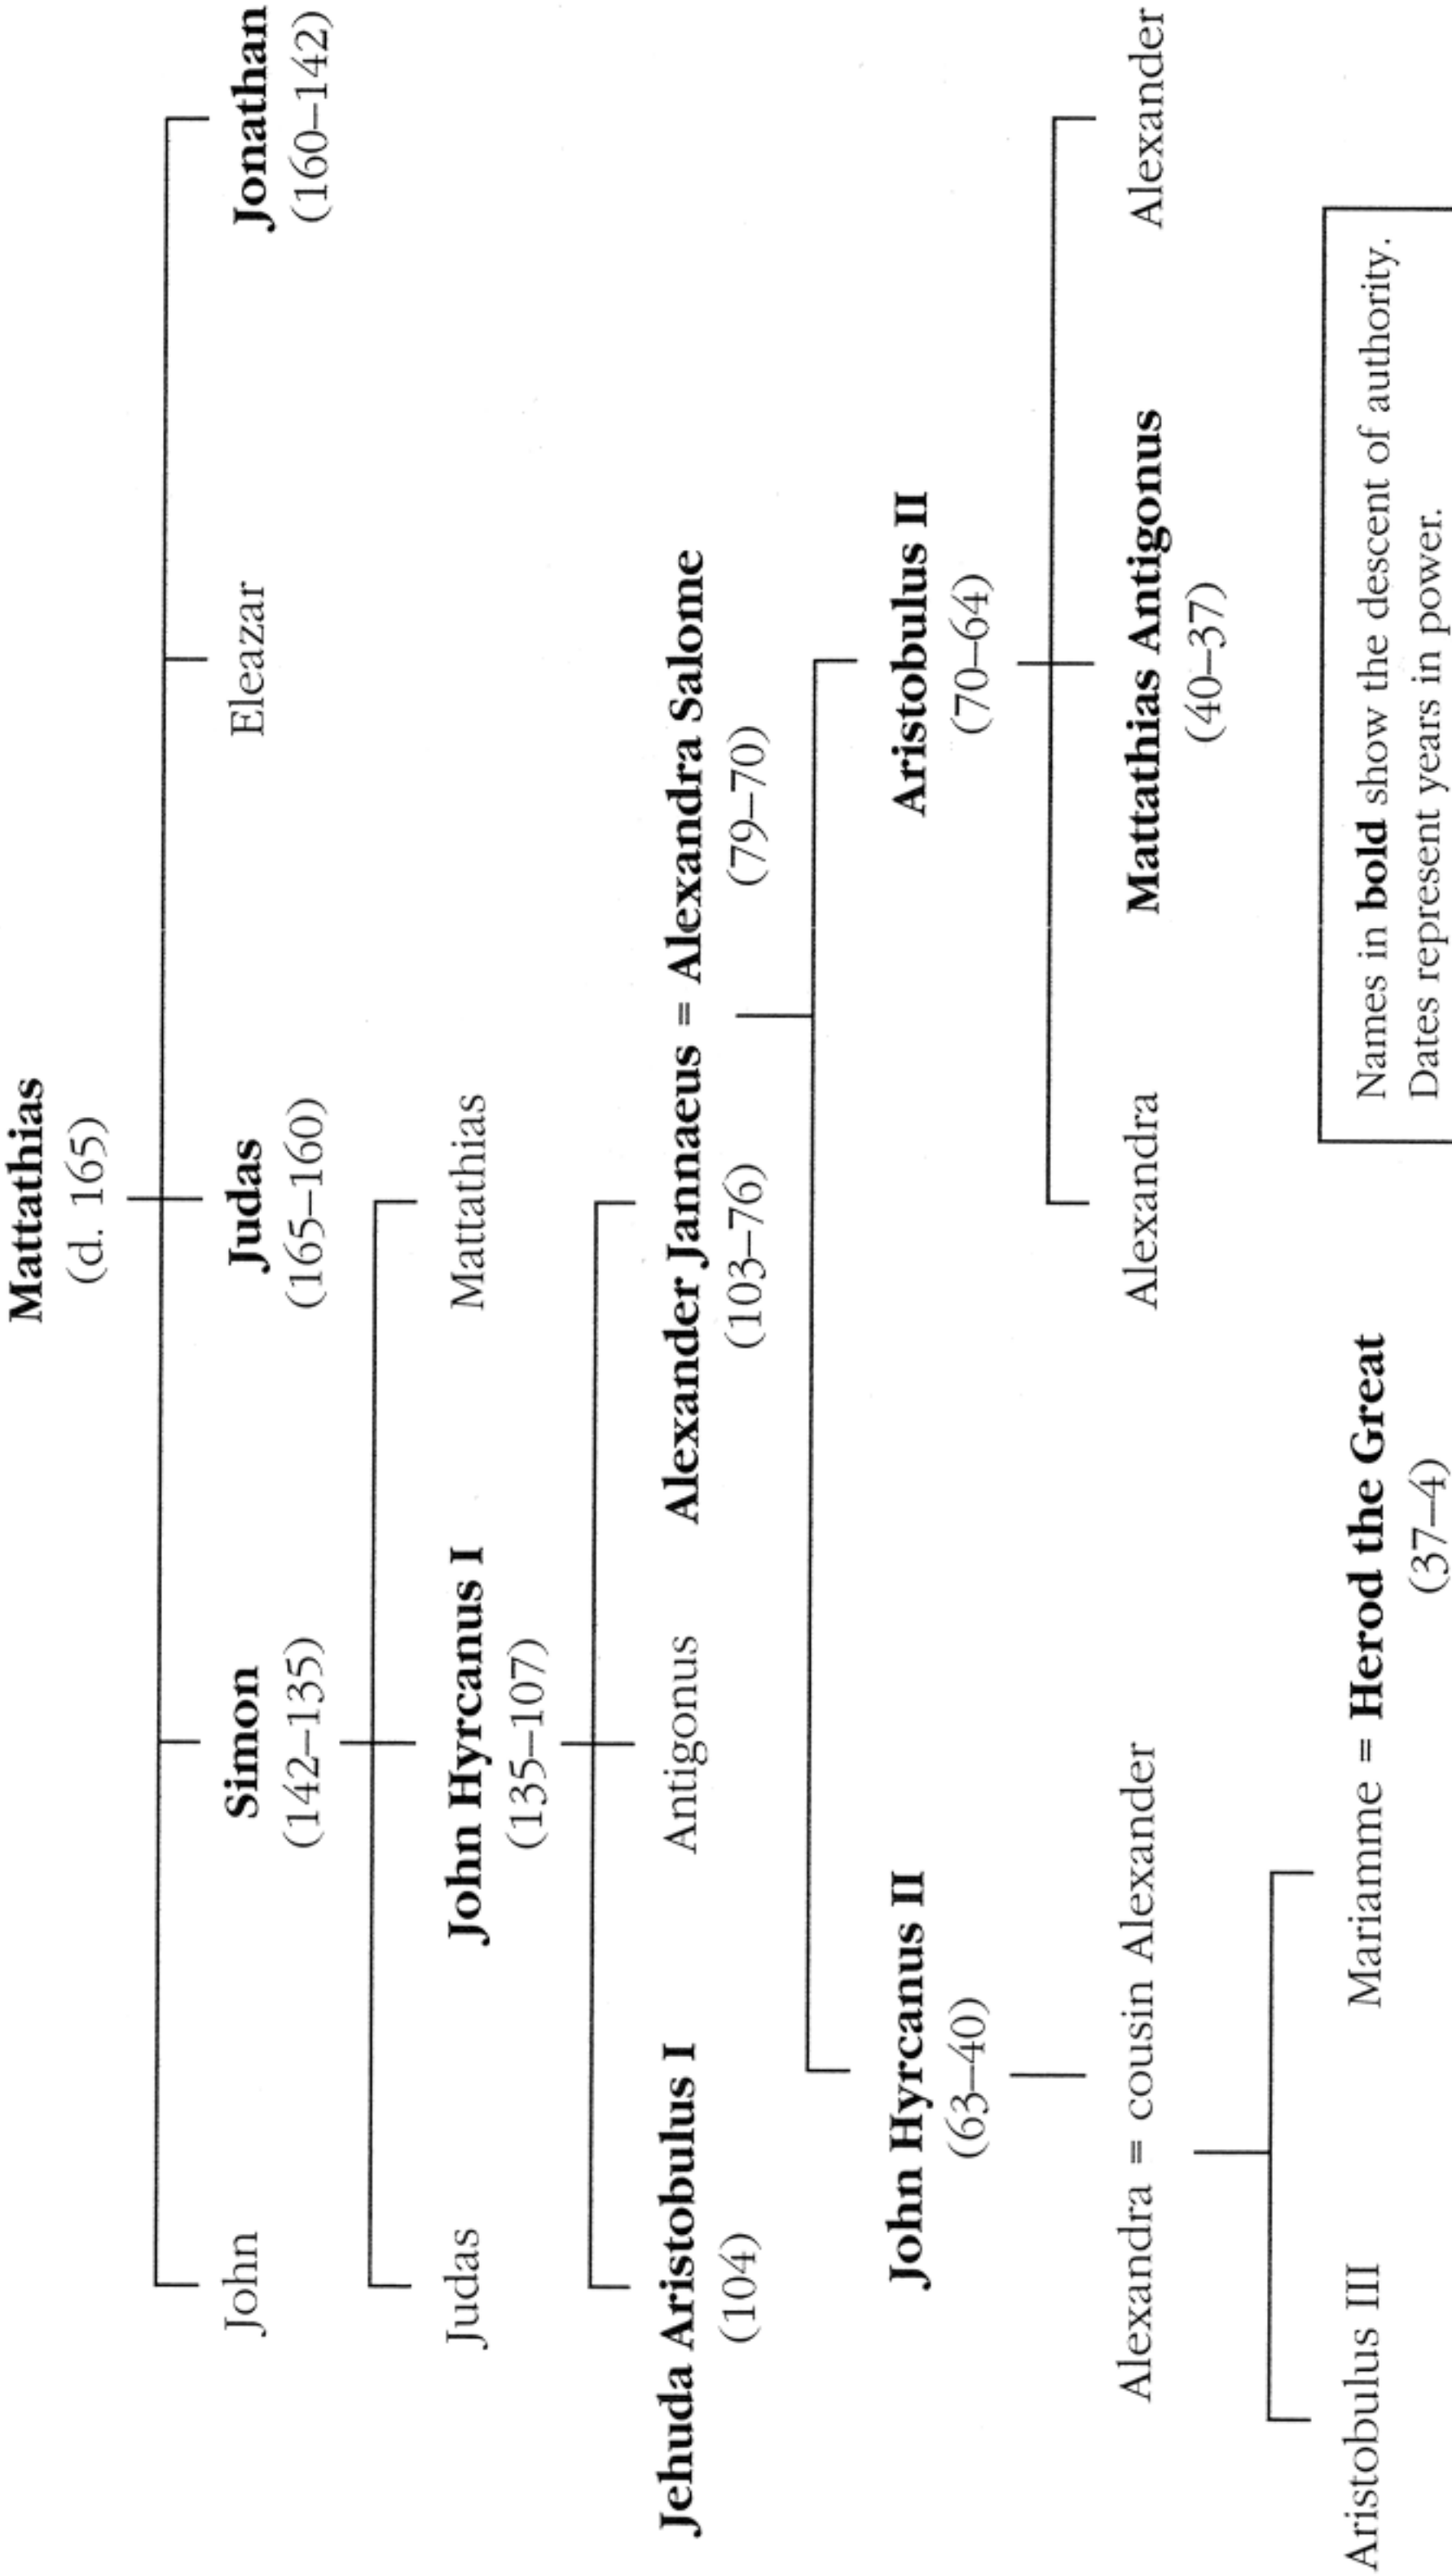 Mattathias
(d. 165)
John
Simon
(142–135)
Judas
(165–160)
Eleazar
Jonathan
(160–142)
Judas
John Hyrcanus I
(135–107)
Mattathias
Jehuda Aristobulus I
(104)
Antigonus
Alexander Jannaeus = Alexandra Salome
(103–76)
(79–70)
John Hyrcanus II
(63–40)
Aristobulus II
(70–64)
Alexandra = cousin Alexander
Alexandra
Mattathias Antigonus
(40–37)
Alexander
Aristobulus III
Mariamme = Herod the Great
(37–4)
Names in bold show the descent of authority.
Dates represent years in power.